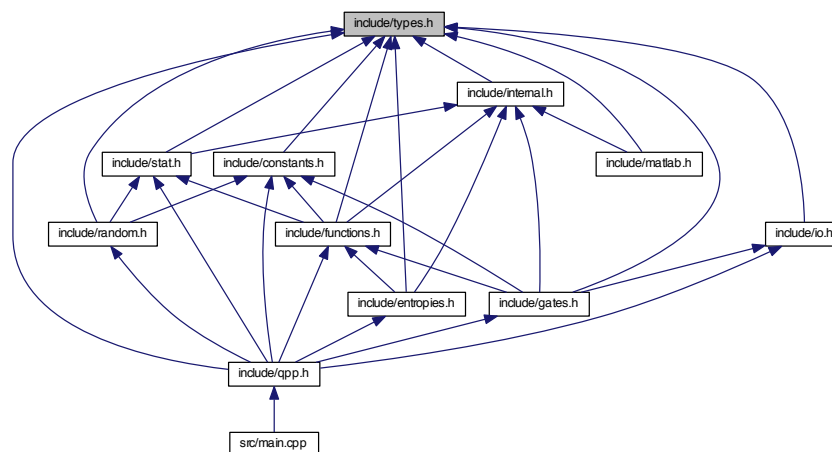 include/types.h
include/internal.h
include/stat.h
include/constants.h
include/matlab.h
include/random.h
include/functions.h
include/io.h
include/entropies.h
include/gates.h
include/qpp.h
src/main.cpp